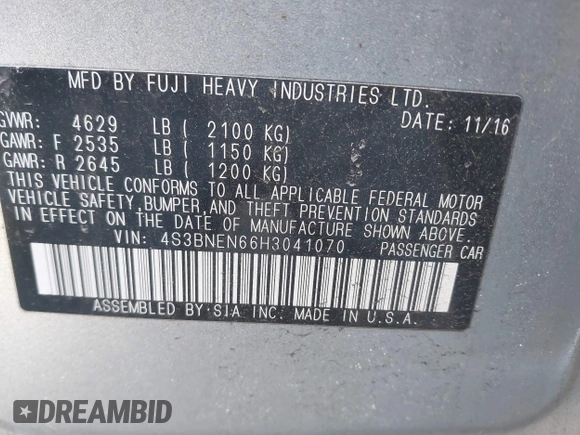 MFD BY FUJI HEAVY INDUSTRIES LTD.
GVWR: 4629 LB ( 2100 KG) DATE: 11/16
GAWR: F 2535 LB ( 1150 KG)
GAWR: R 2645 LB ( 1200 KG)
THIS VEHICLE CONFORMS TO ALL APPLICABLE FEDERAL MOTOR
VEHICLE SAFETY, BUMPER, AND THEFT PREVENTION STANDARDS
IN EFFECT ON THE DATE OF MANUFACTURE SHOWN ABOVE.
VIN: 4S3BNEN66H3041070 PASSENGER CAR
ASSEMBLED BY SIA INC. MADE IN U.S.A.
DREAMBID